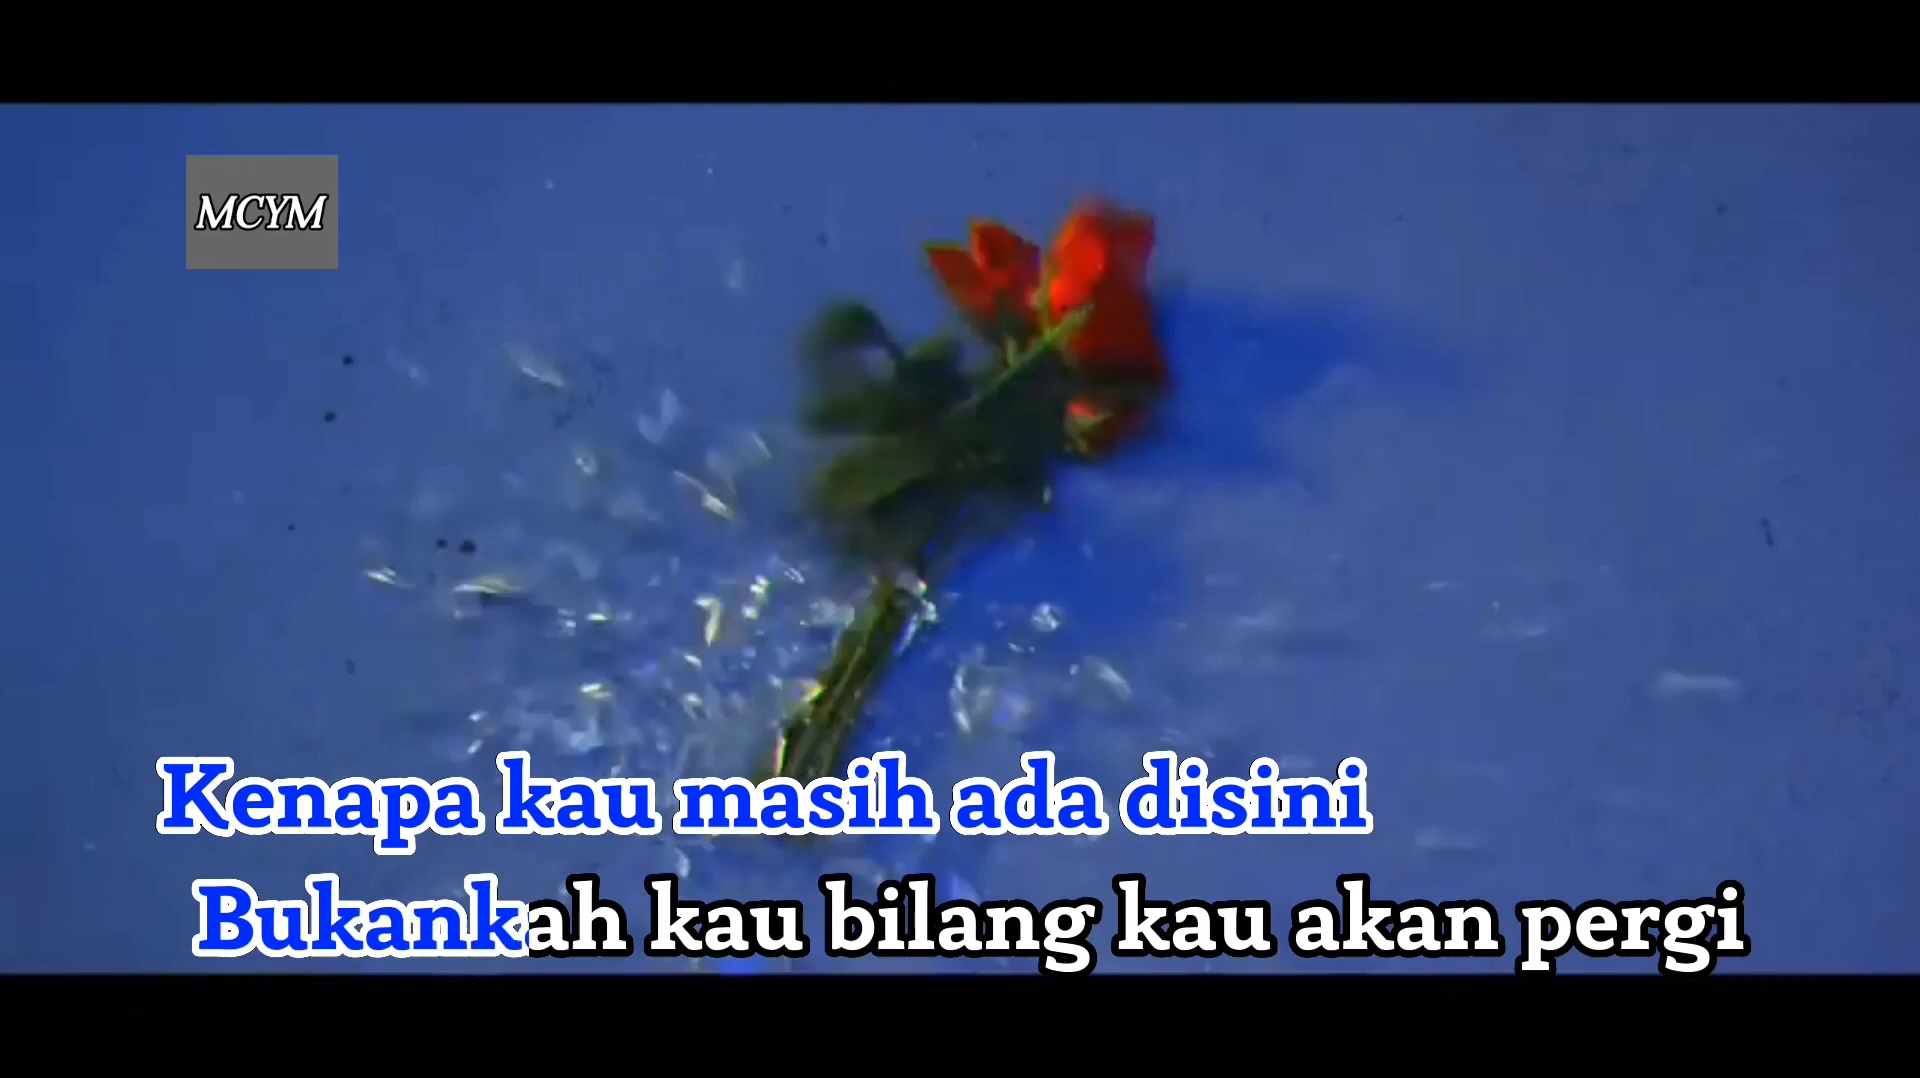 MCYM
Kenapa kau masih ada disini
Bukankah kau bilang kau akan pergi